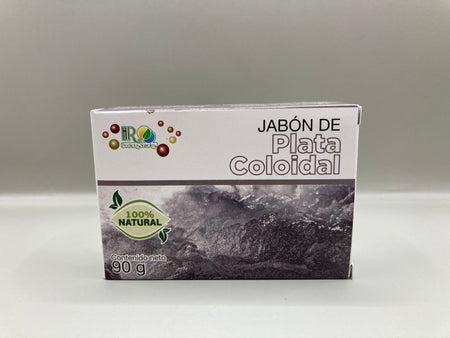 JABÓN DE
Plata
Coloidal
100%
NATURAL
Contenido neto
90 g